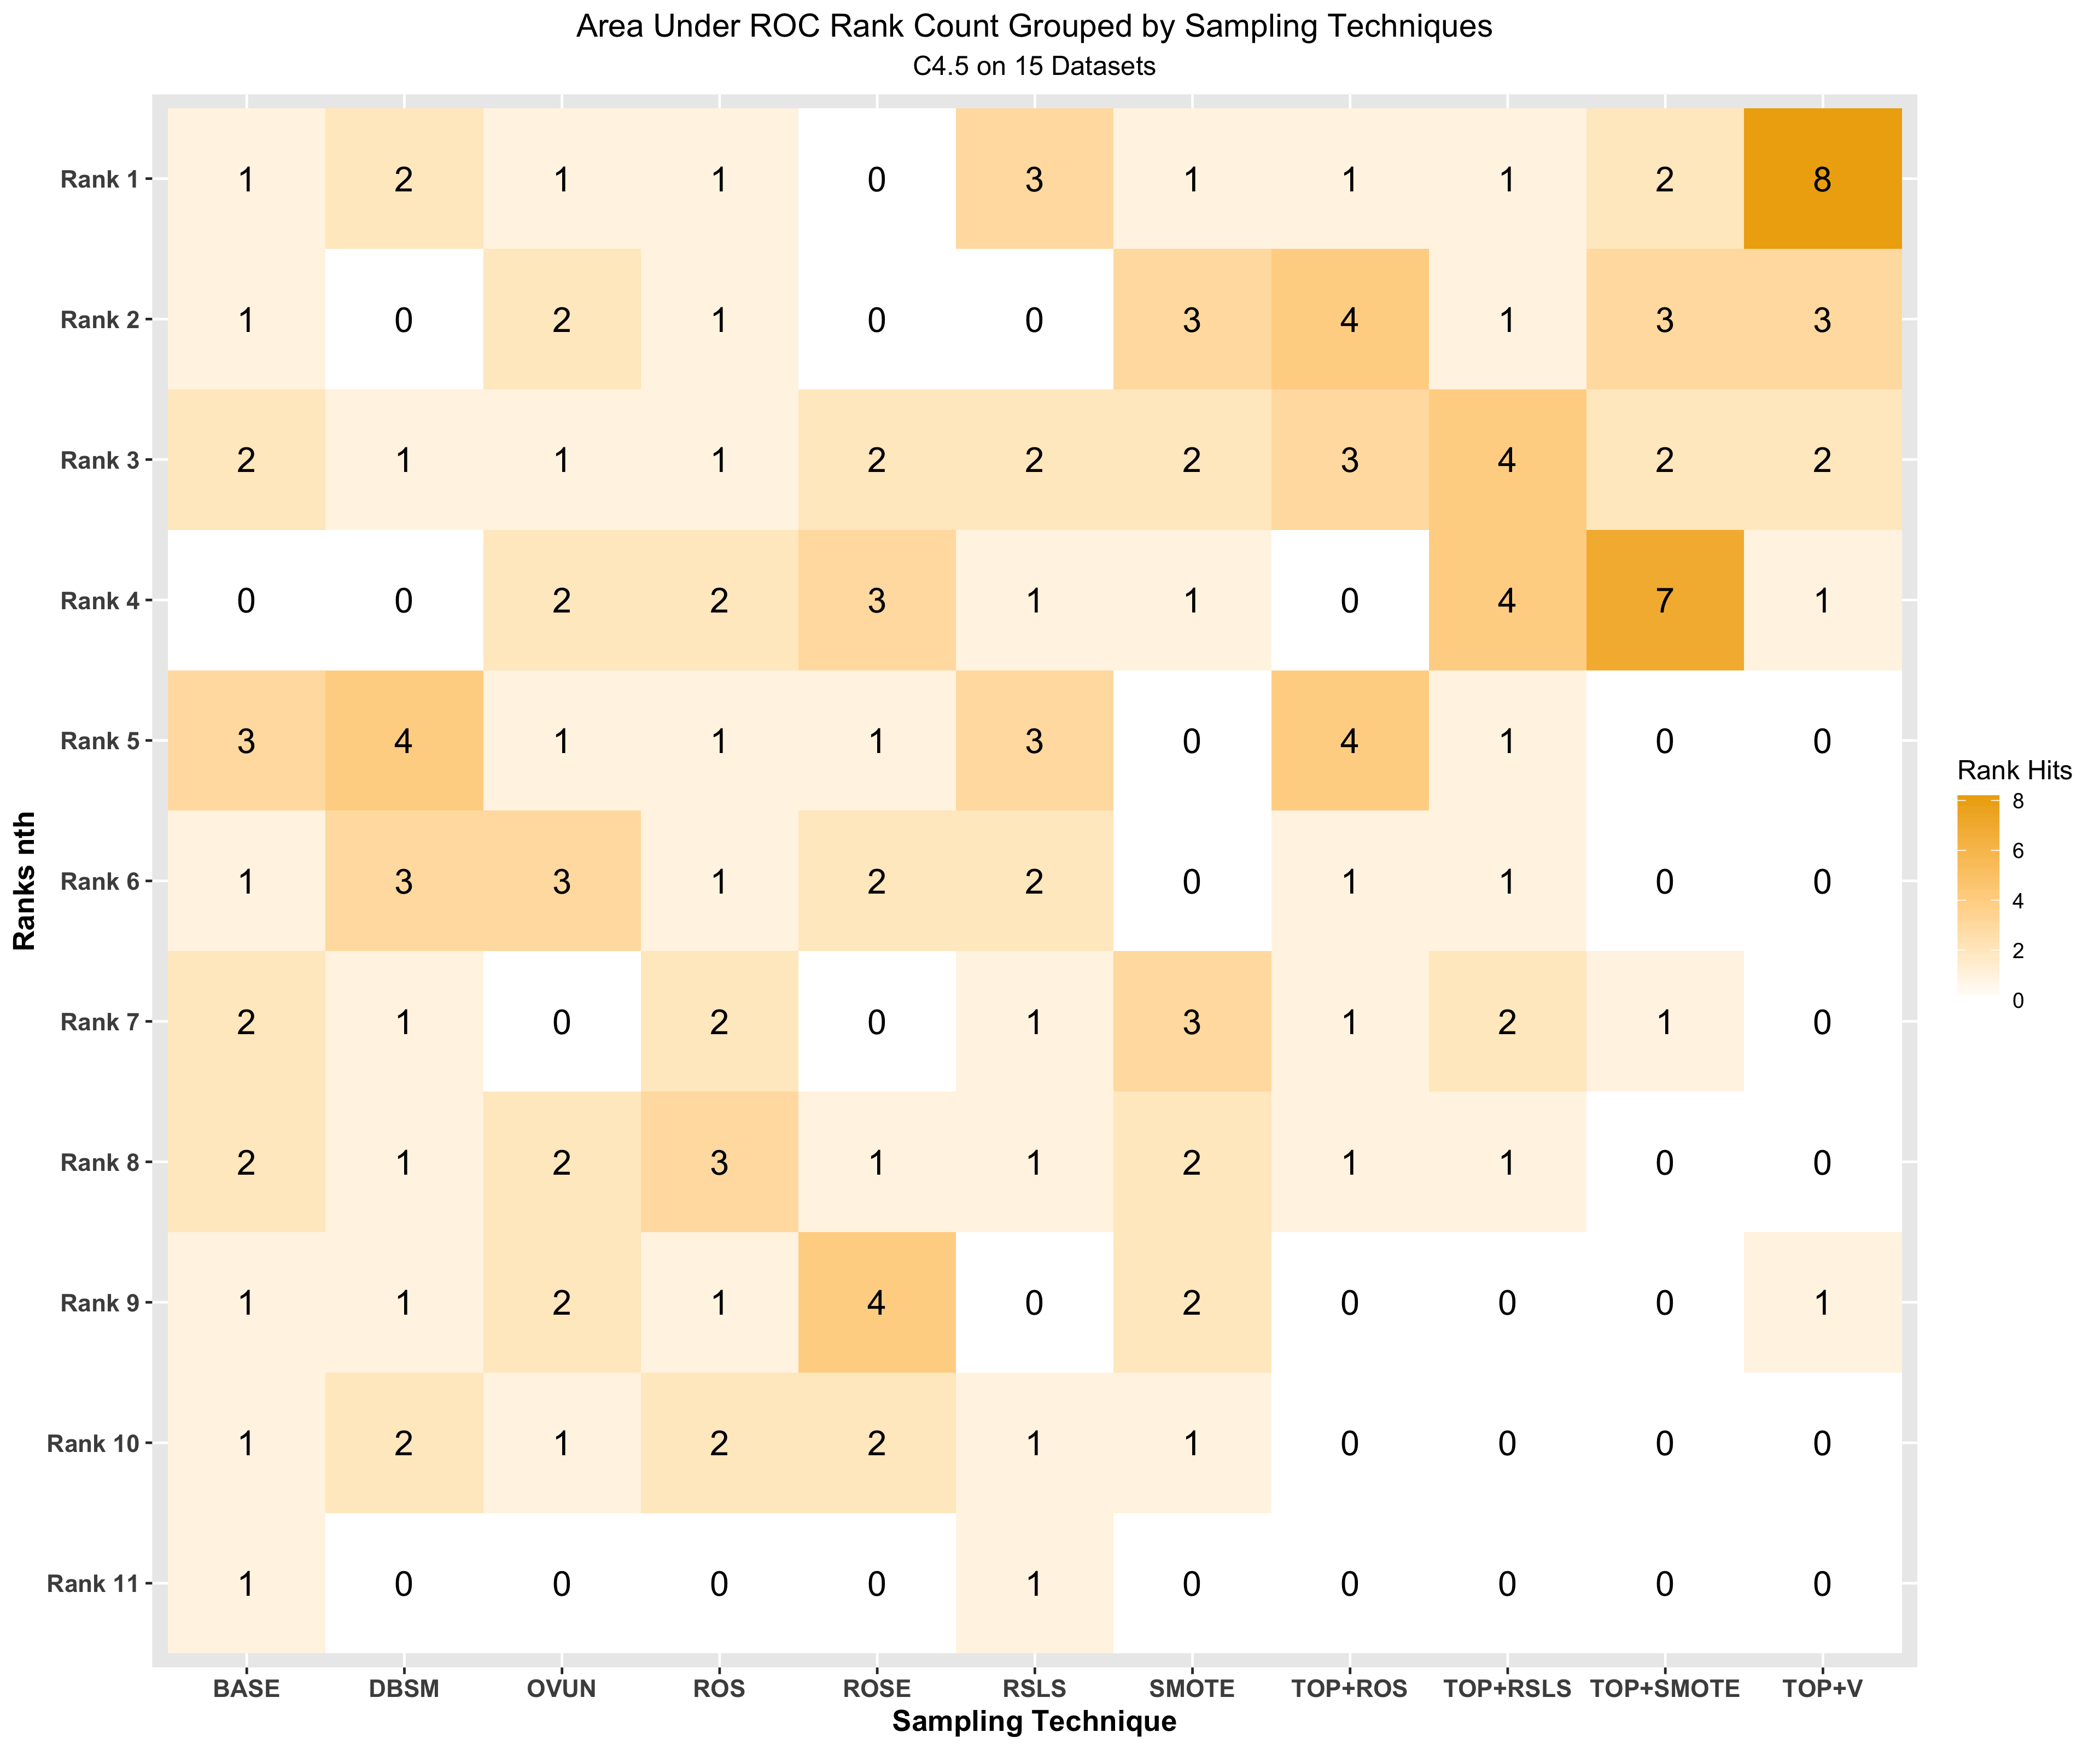 Area Under ROC Rank Count Grouped by Sampling Techniques
C4.5 on 15 Datasets
Rank 1 1 2 1 1 0 3 1 1 1 2 8
Rank 2 1 0 2 1 0 0 3 4 1 3 3
Rank 3 2 1 1 1 2 2 2 3 4 2 2
Rank 4 0 0 2 2 3 1 1 0 4 7 1
Rank 5 3 4 1 1 1 3 0 4 1 0 0
Rank 6 1 3 3 1 2 2 0 1 1 0 0
Rank 7 2 1 0 2 0 1 3 1 2 1 0
Rank 8 2 1 2 3 1 1 2 1 1 0 0
Rank 9 1 1 2 1 4 0 2 0 0 0 1
Rank 10 1 2 1 2 2 1 1 0 0 0 0
Rank 11 1 0 0 0 0 1 0 0 0 0 0
BASE DBSM OVUN ROS ROSE RSLS SMOTE TOP+ROS TOP+RSLS TOP+SMOTE TOP+V
Sampling Technique
Ranks nth
Rank Hits
8
6
4
2
0